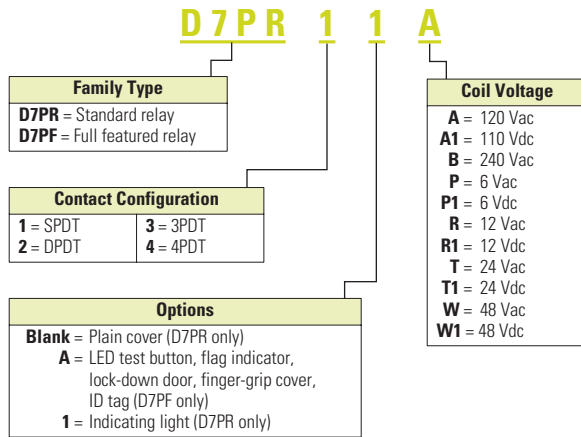 D7PR 1 1 A
Family Type
D7PR = Standard relay
D7PF = Full featured relay
Contact Configuration
1 = SPDT
2 = DPDT
3 = 3PDT
4 = 4PDT
Options
Blank = Plain cover (D7PR only)
A = LED test button, flag indicator,
lock-down door, finger-grip cover,
ID tag (D7PF only)
1 = Indicating light (D7PR only)
Coil Voltage
A = 120 Vac
A1 = 110 Vdc
B = 240 Vac
P = 6 Vac
P1 = 6 Vdc
R = 12 Vac
R1 = 12 Vdc
T = 24 Vac
T1 = 24 Vdc
W = 48 Vac
W1 = 48 Vdc